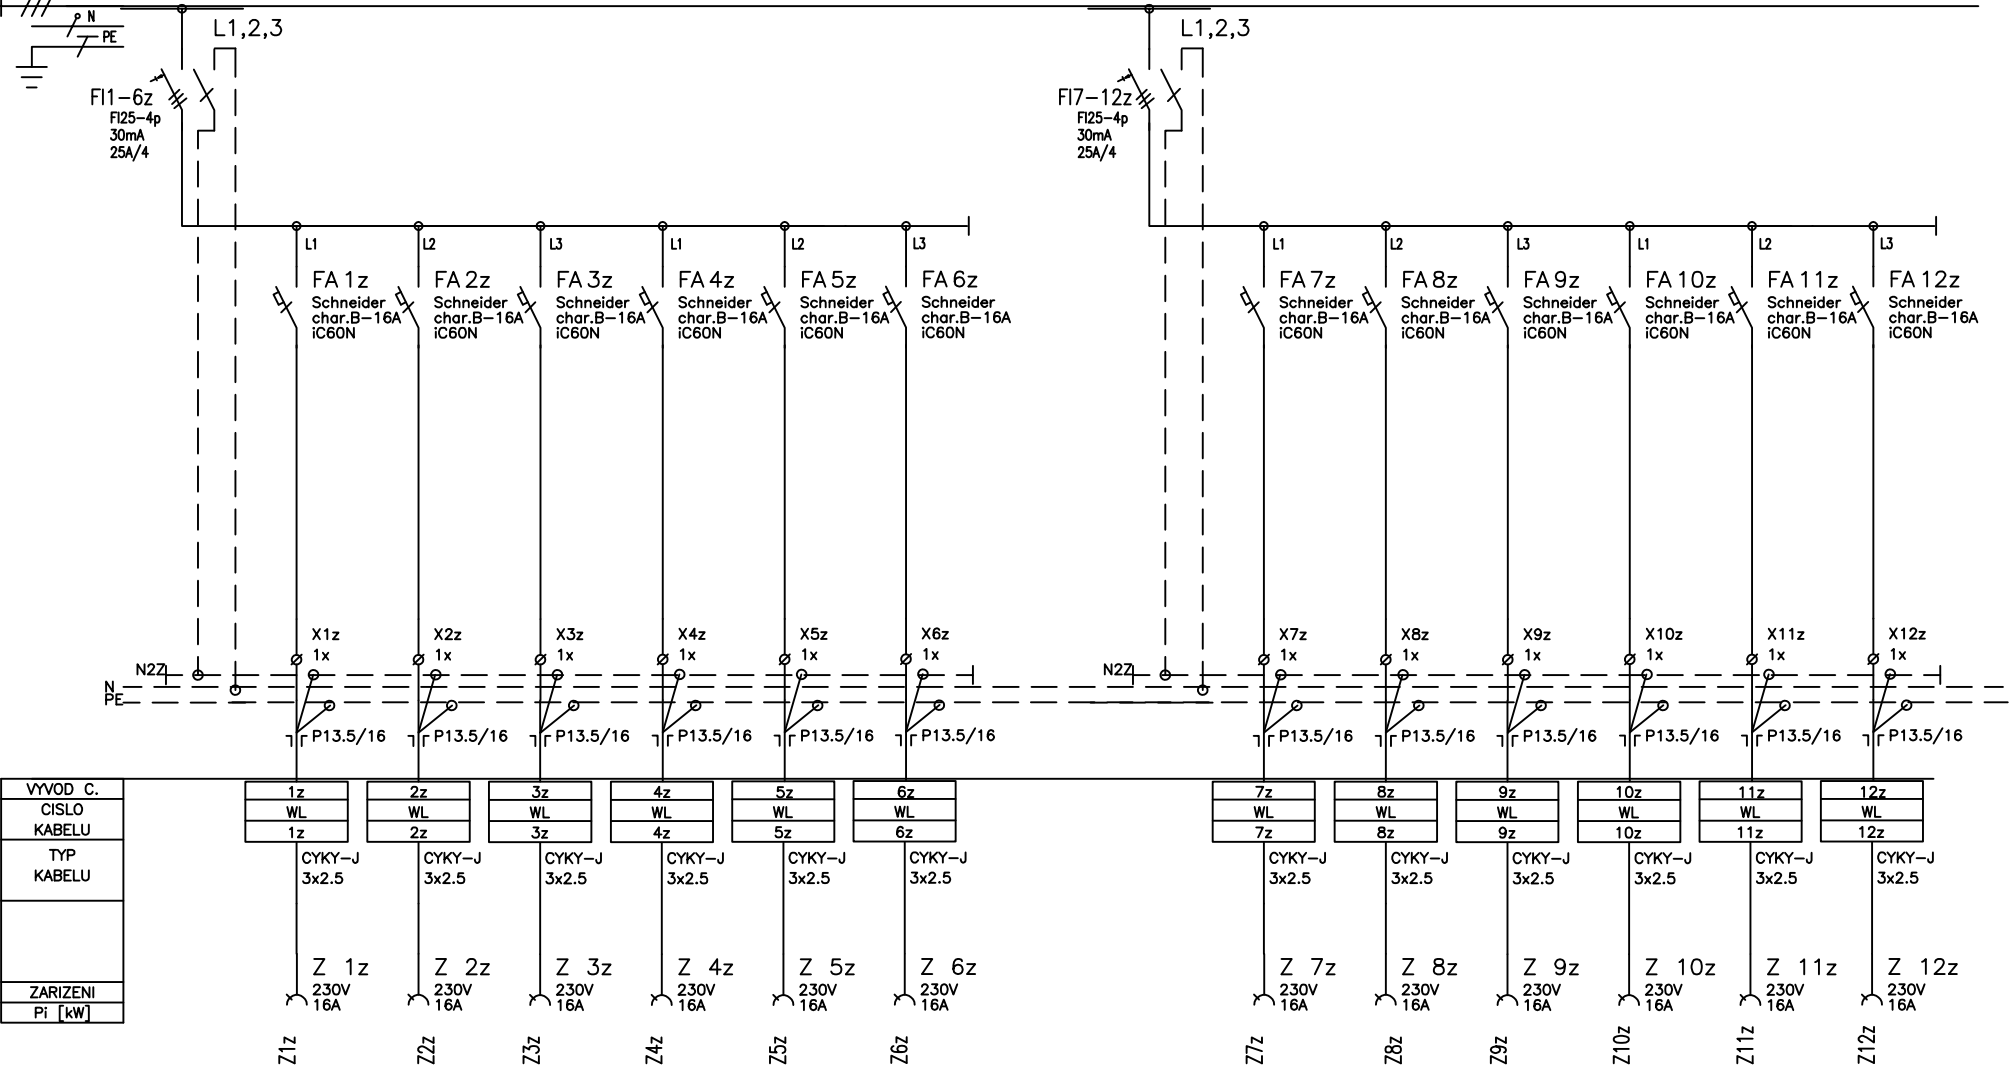 N
PE
L1,2,3
L1,2,3
FI1-6z
FI25-4p
30mA
25A/4
FI7-12z
FI25-4p
30mA
25A/4
L1 L2 L3 L1 L2 L3 L1 L2 L3 L1 L2 L3
FA 1z FA 2z FA 3z FA 4z FA 5z FA 6z FA 7z FA 8z FA 9z FA 10z FA 11z FA 12z
Schneider Schneider Schneider Schneider Schneider Schneider Schneider Schneider Schneider Schneider Schneider Schneider
char.B-16A char.B-16A char.B-16A char.B-16A char.B-16A char.B-16A char.B-16A char.B-16A char.B-16A char.B-16A char.B-16A char.B-16A
iC60N iC60N iC60N iC60N iC60N iC60N iC60N iC60N iC60N iC60N iC60N iC60N
X1z X2z X3z X4z X5z X6z X7z X8z X9z X10z X11z X12z
1x 1x 1x 1x 1x 1x 1x 1x 1x 1x 1x 1x
N2Z N2Z
N
PE
P13.5/16 P13.5/16 P13.5/16 P13.5/16 P13.5/16 P13.5/16 P13.5/16 P13.5/16 P13.5/16 P13.5/16 P13.5/16 P13.5/16
VYVOD C. 1z 2z 3z 4z 5z 6z 7z 8z 9z 10z 11z 12z
CISLO WL WL WL WL WL WL WL WL WL WL WL WL
KABELU 1z 2z 3z 4z 5z 6z 7z 8z 9z 10z 11z 12z
TYP CYKY-J CYKY-J CYKY-J CYKY-J CYKY-J CYKY-J CYKY-J CYKY-J CYKY-J CYKY-J CYKY-J CYKY-J
KABELU 3x2.5 3x2.5 3x2.5 3x2.5 3x2.5 3x2.5 3x2.5 3x2.5 3x2.5 3x2.5 3x2.5 3x2.5
Z 1z Z 2z Z 3z Z 4z Z 5z Z 6z Z 7z Z 8z Z 9z Z 10z Z 11z Z 12z
ZARIZENI 230V 230V 230V 230V 230V 230V 230V 230V 230V 230V 230V 230V
16A 16A 16A 16A 16A 16A 16A 16A 16A 16A 16A 16A
Pi [kW]
Z1z Z2z Z3z Z4z Z5z Z6z Z7z Z8z Z9z Z10z Z11z Z12z